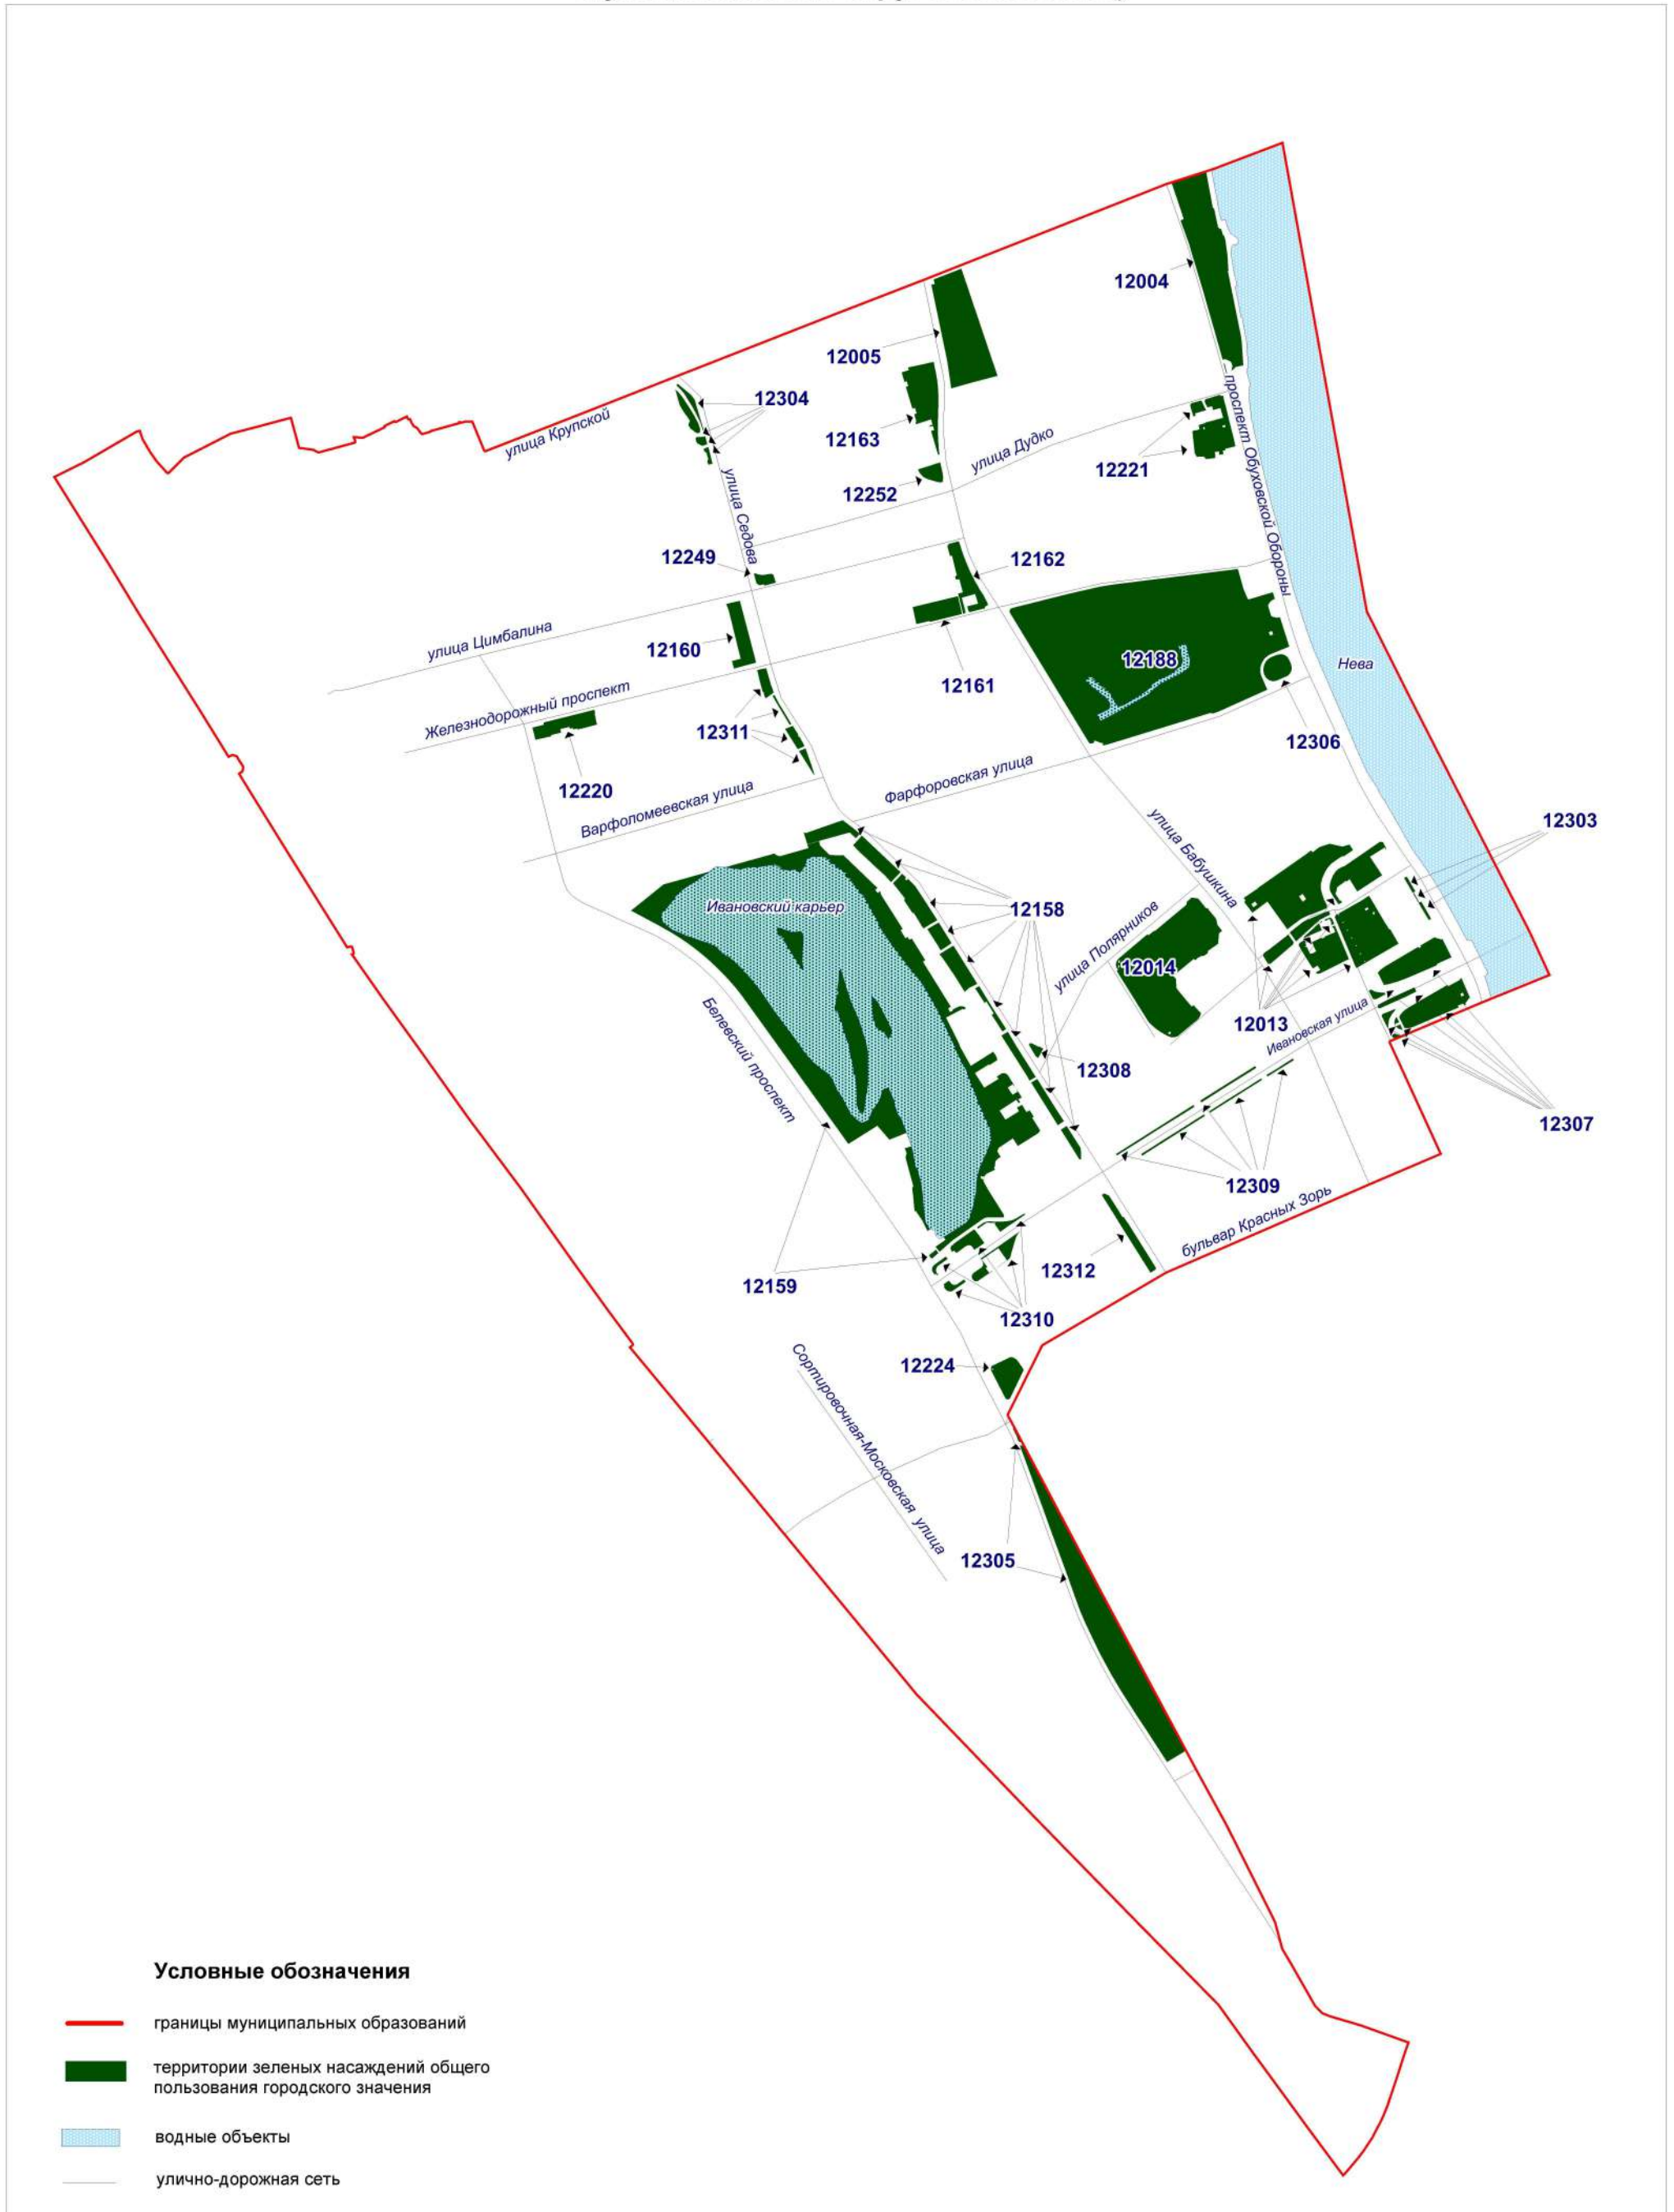 12004
12005
12304
улица Крупской
12163
улица Дудко
12221
12252
проспект Обуховской Обороны
улица Седова
12249
12162
улица Цимбалина
12160
12188
Нева
12161
Железнодорожный проспект
12311
12306
12220
Варфоломеевская улица
Фарфоровская улица
12303
улица Бабушкина
Ивановский карьер
12158
улица Полярников
12014
12013
Ивановская улица
Белевский проспект
12308
12307
12309
бульвар Красных Зорь
12159
12312
12310
12224
Сортировочная-Московская улица
12305
Условные обозначения
границы муниципальных образований
территории зеленых насаждений общего
пользования городского значения
водные объекты
улично-дорожная сеть